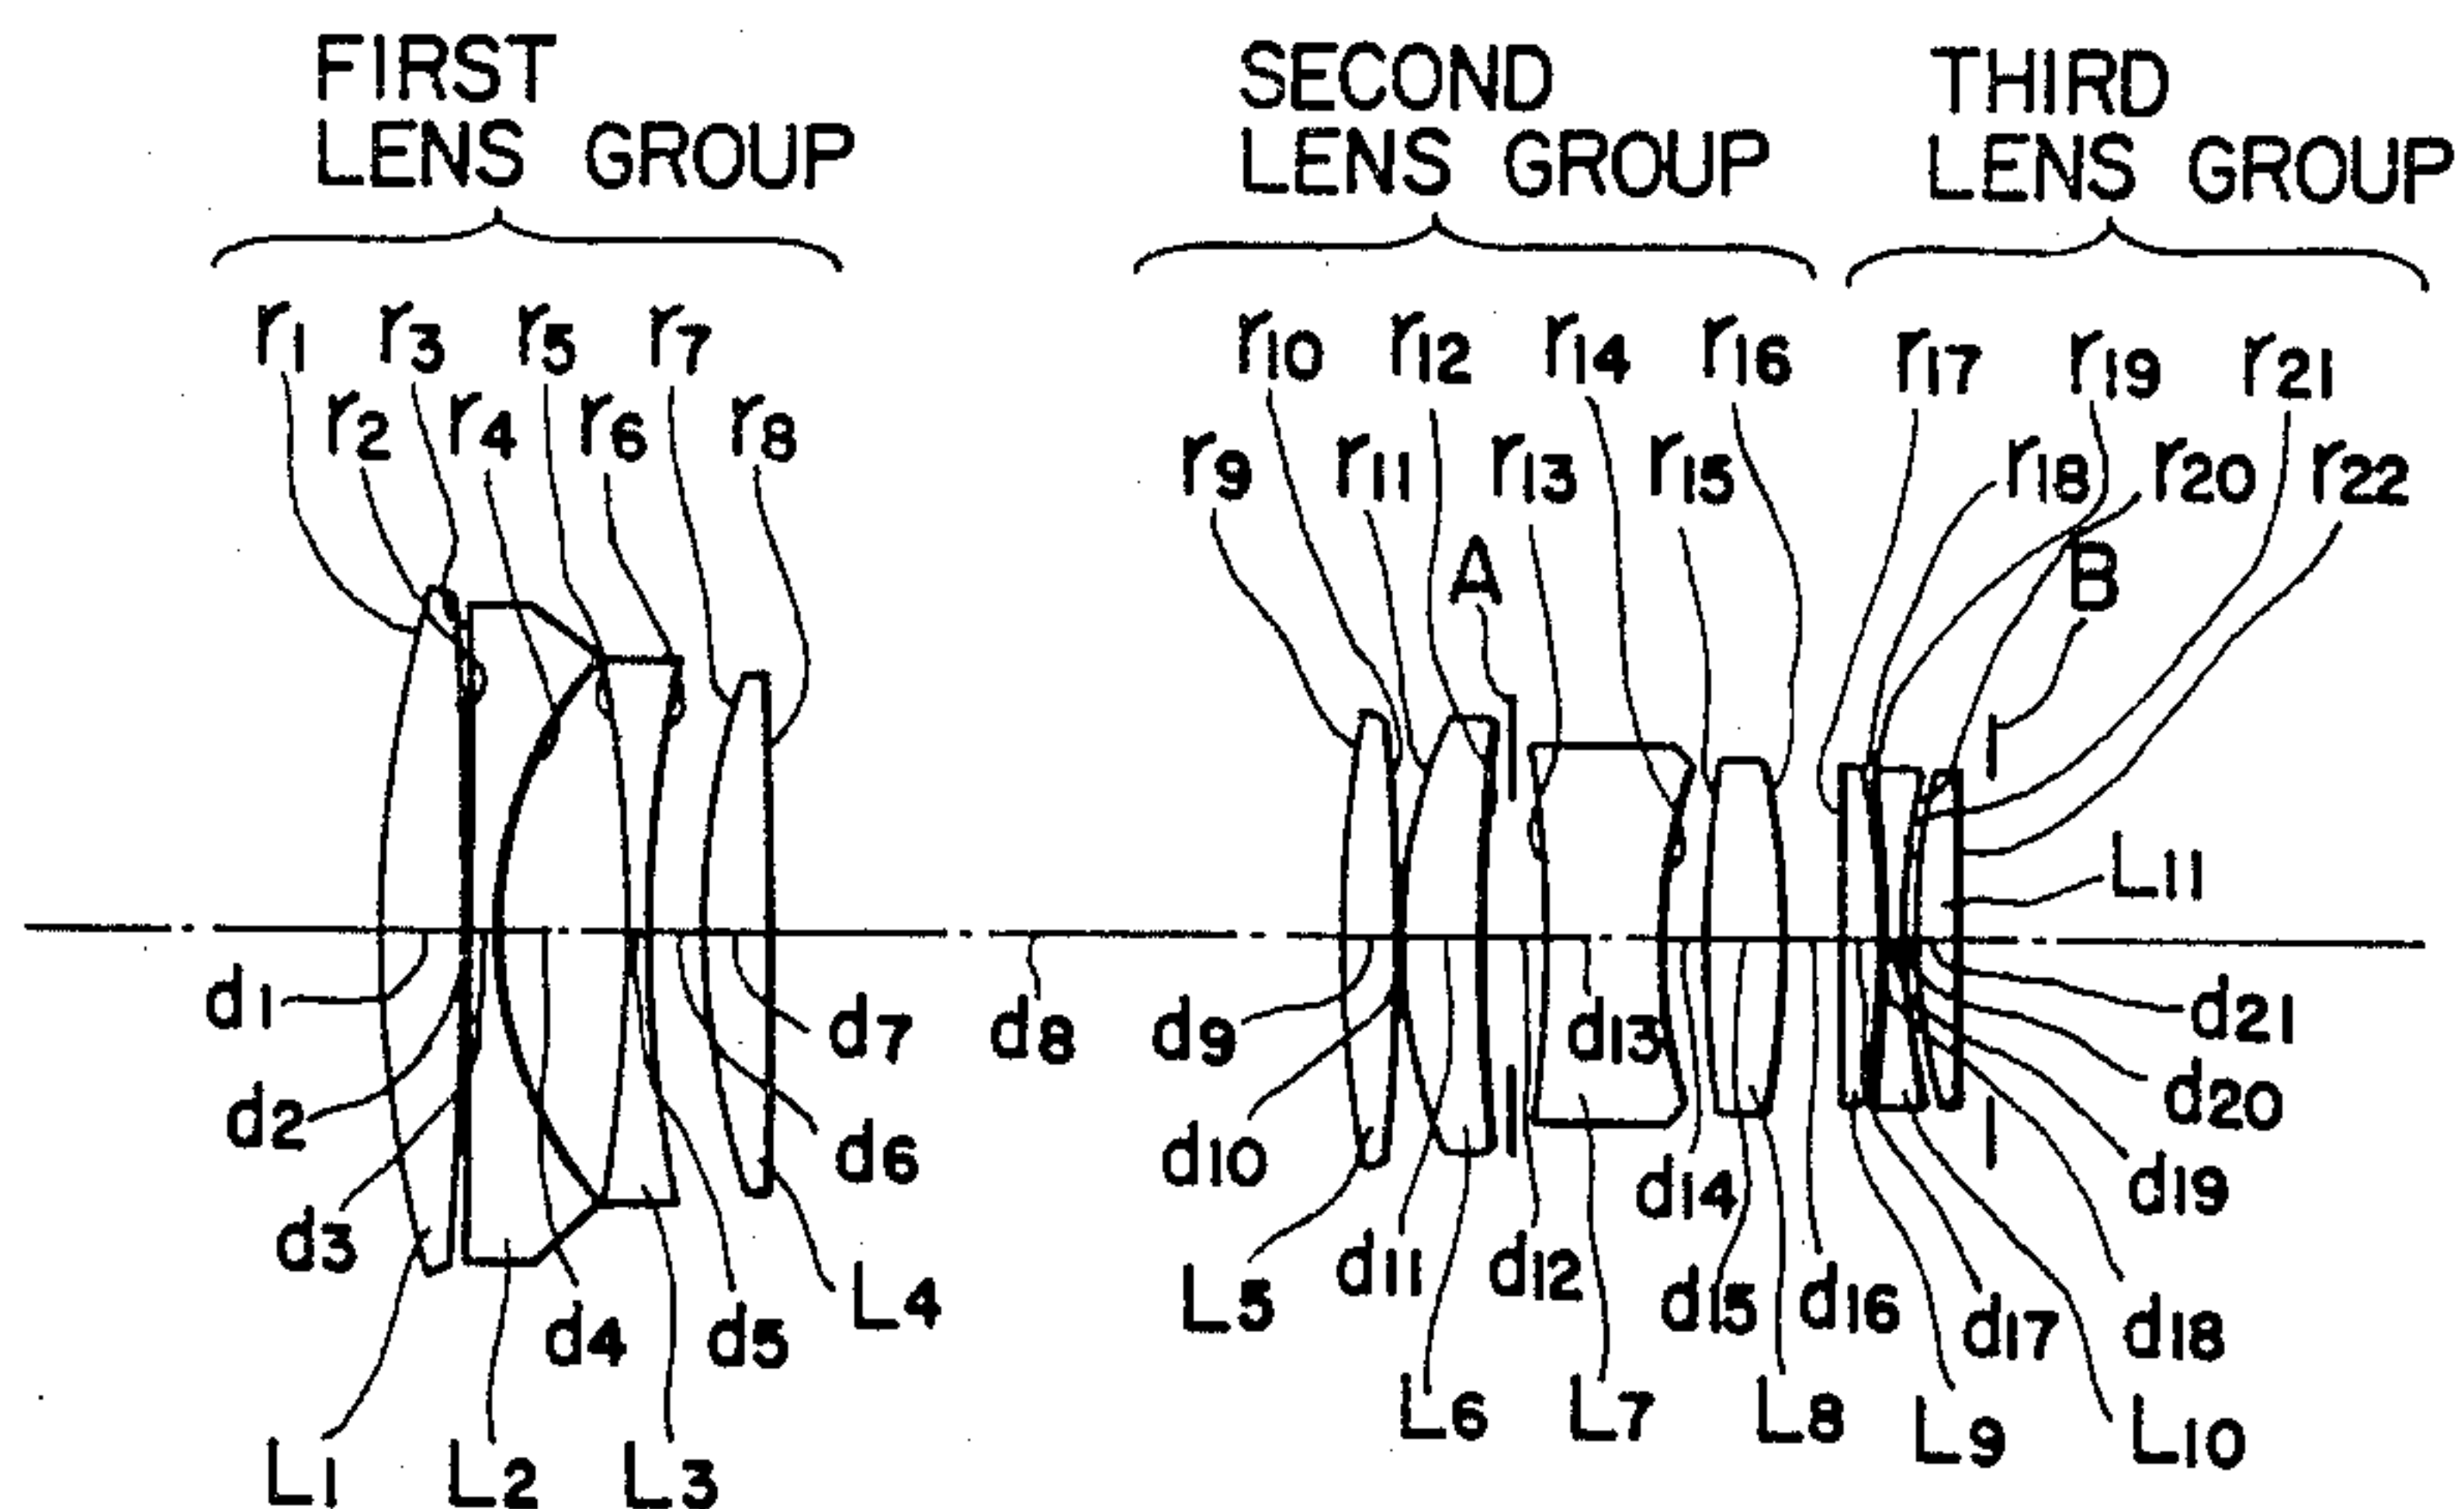 FIRST
LENS GROUP
SECOND
LENS GROUP
THIRD
LENS GROUP
r1 r3 r5 r7 r10 r12 r14 r16 r17 r19 r21
r2 r4 r6 r8 r9 r11 r13 r15 r18 r20 r22
A B
L11
d1 d7 d8 d9 d13 d21
d2 d6 d10 d14 d19 d20
d3 d4 d5 L4 L5 d11 d12 d15 d16 d17 d18
L1 L2 L3 L6 L7 L8 L9 L10